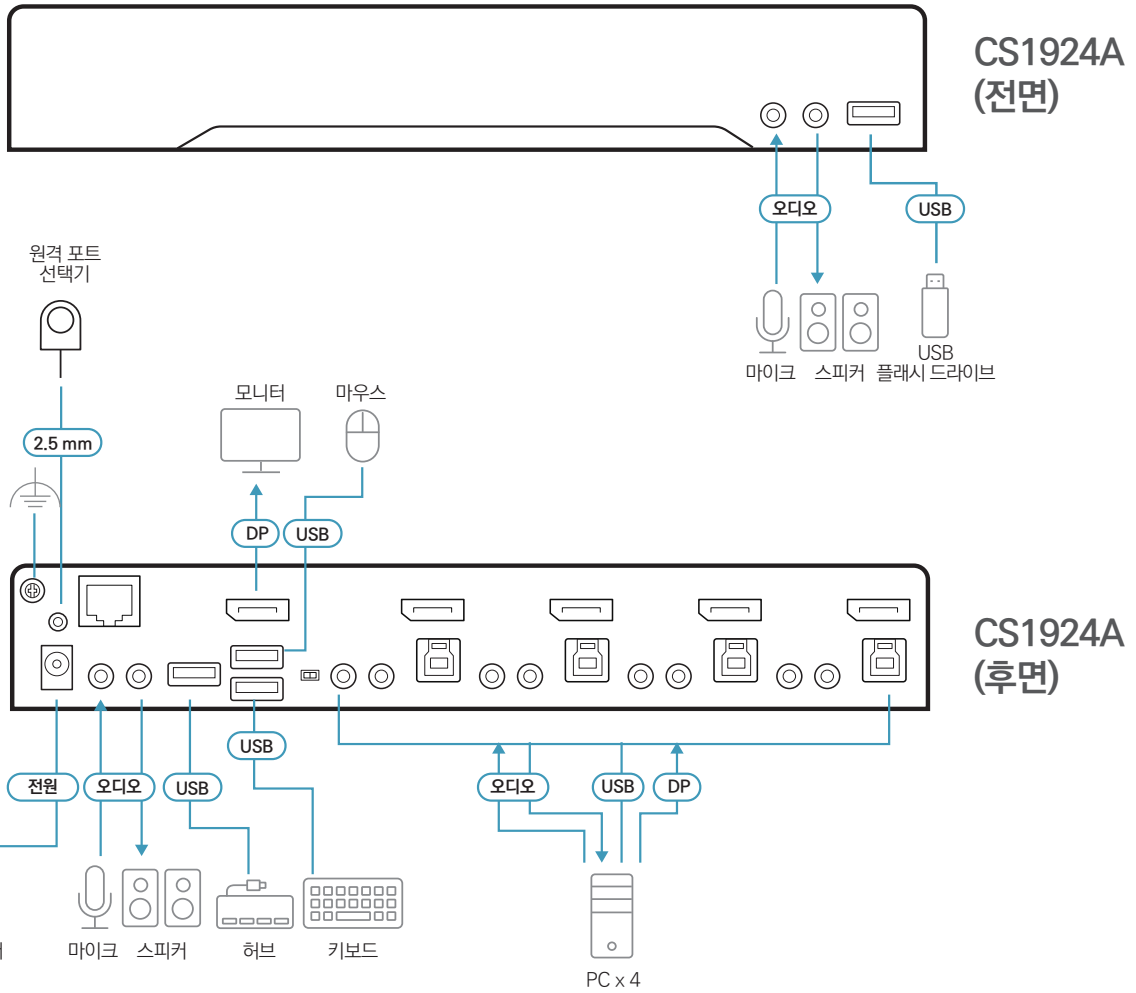 CS1924A
(전면)
오디오
USB
원격 포트
선택기
마이크
스피커
USB
플래시 드라이브
모니터
마우스
2.5 mm
DP
USB
CS1924A
(후면)
USB
전원
오디오
USB
오디오
USB
DP
마이크
스피커
허브
키보드
PC x 4